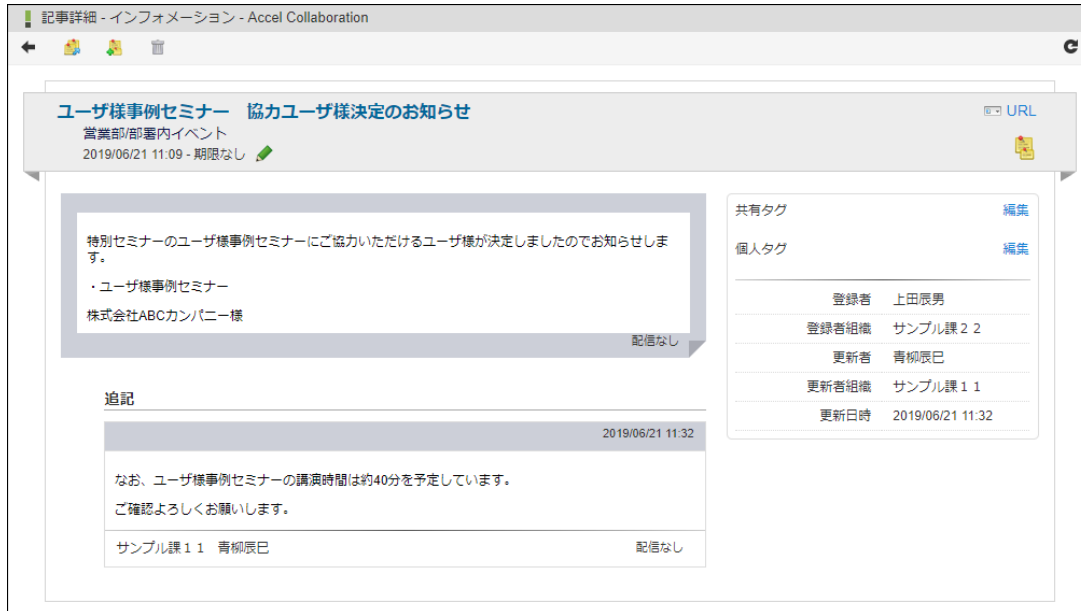 記事詳細 - インフォメーション - Accel Collaboration
ユーザ様事例セミナー　協力ユーザ様決定のお知らせ
URL
営業部/部署内イベント
2019/06/21 11:09 - 期限なし
特別セミナーのユーザ様事例セミナーにご協力いただけるユーザ様が決定しましたのでお知らせしま
す。
・ユーザ様事例セミナー
株式会社ABCカンパニー様
配信なし
追記
2019/06/21 11:32
なお、ユーザ様事例セミナーの講演時間は約40分を予定しています。
ご確認よろしくお願いします。
サンプル課１１　青柳辰巳　配信なし
共有タグ　編集
個人タグ　編集
登録者　上田辰男
登録者組織　サンプル課２２
更新者　青柳辰巳
更新者組織　サンプル課１１
更新日時　2019/06/21 11:32